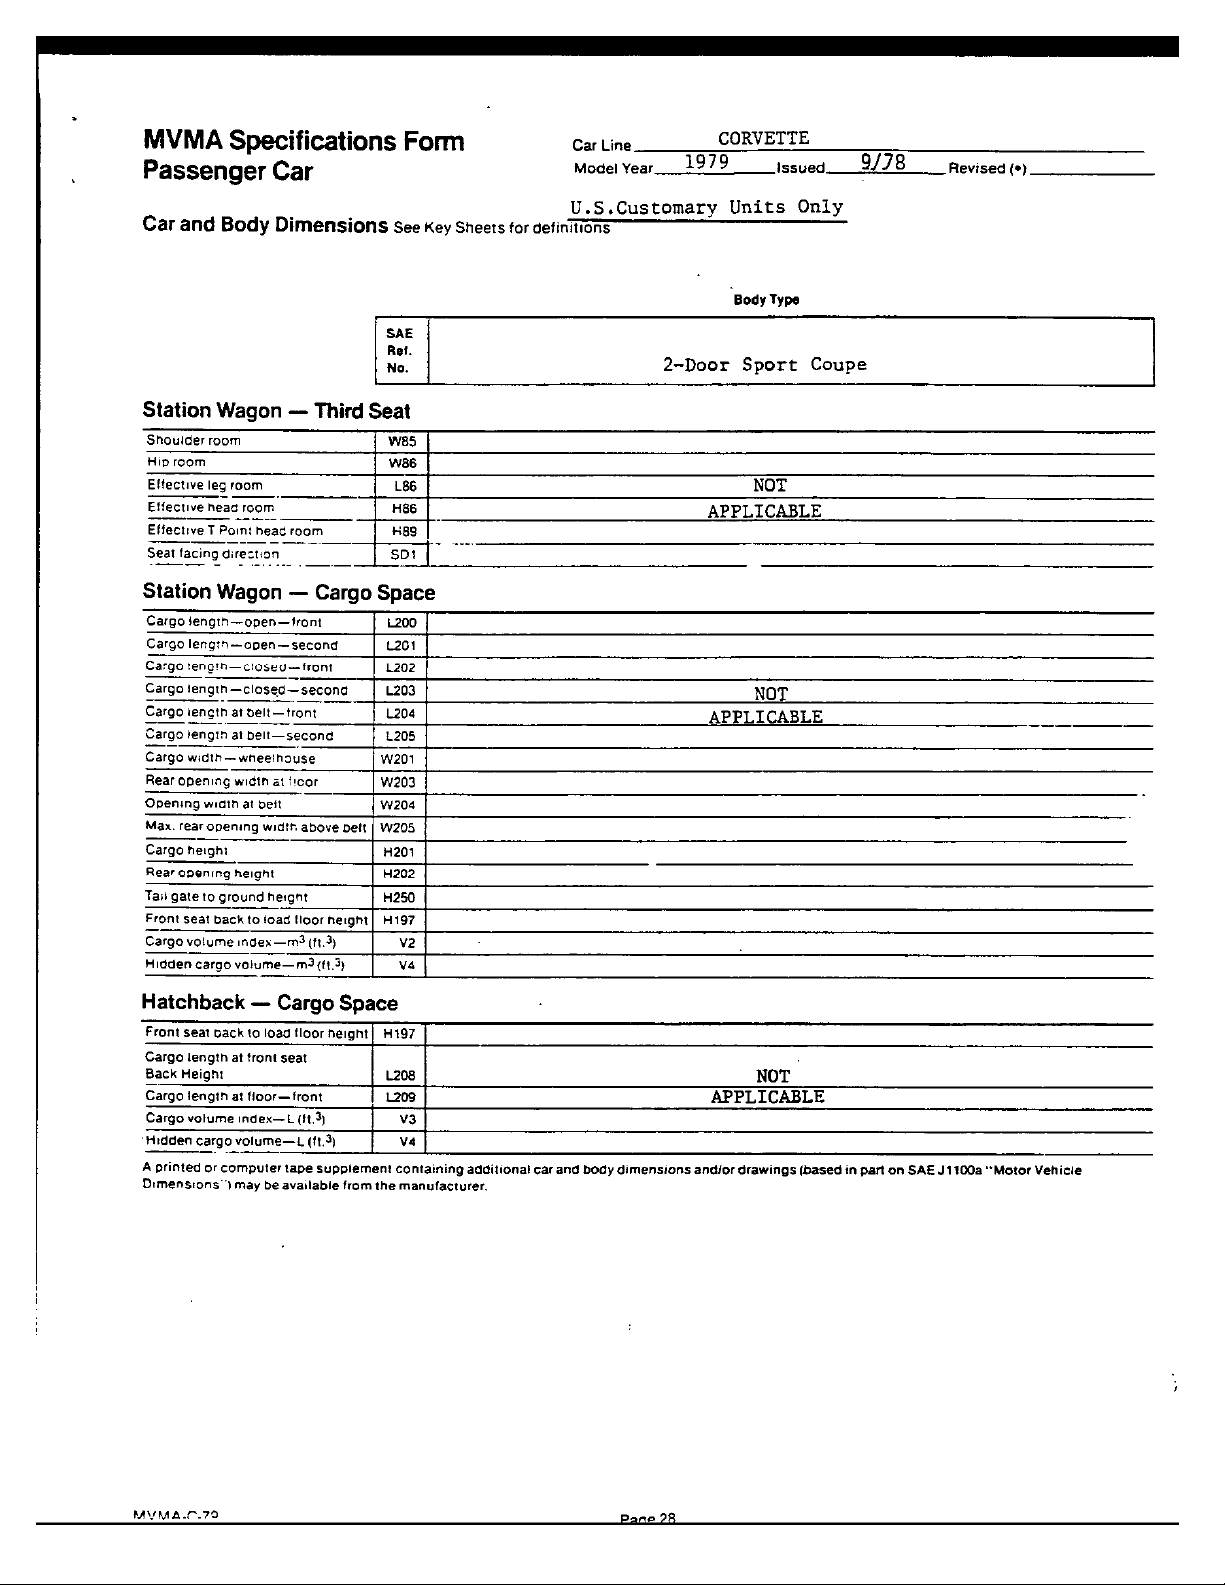 MVMA Specifications Form
Passenger Car
Car Line CORVETTE
Model Year 1979 Issued 9/78 Revised (•)
U.S.Customary Units Only
Car and Body Dimensions See Key Sheets for definitions
Body Type
SAE
Ref.
No.
2-Door Sport Coupe
Station Wagon — Third Seat
Shoulder room W85
Hip room W86
Effective leg room L86 NOT
Effective head room H86 APPLICABLE
Effective T Point head room H89
Seat facing direction SD1
Station Wagon — Cargo Space
Cargo length—open—front L200
Cargo length—open—second L201
Cargo length—closed—front L202
Cargo length—closed—second L203 NOT
Cargo length at belt—front L204 APPLICABLE
Cargo length at belt—second L205
Cargo width—wheelhouse W201
Rear opening width at floor W203
Opening width at belt W204
Max. rear opening width above belt W205
Cargo height H201
Rear opening height H202
Tail gate to ground height H250
Front seat back to load floor height H197
Cargo volume index—m³ (ft.³) V2
Hidden cargo volume—m³ (ft.³) V4
Hatchback — Cargo Space
Front seat back to load floor height H197
Cargo length at front seat
Back Height L208 NOT
Cargo length at floor—front L209 APPLICABLE
Cargo volume index—L (ft.³) V3
Hidden cargo volume—L (ft.³) V4
A printed or computer tape supplement containing additional car and body dimensions and/or drawings (based in part on SAE J1100a "Motor Vehicle
Dimensions") may be available from the manufacturer.
MVMA-C-79 Page 28